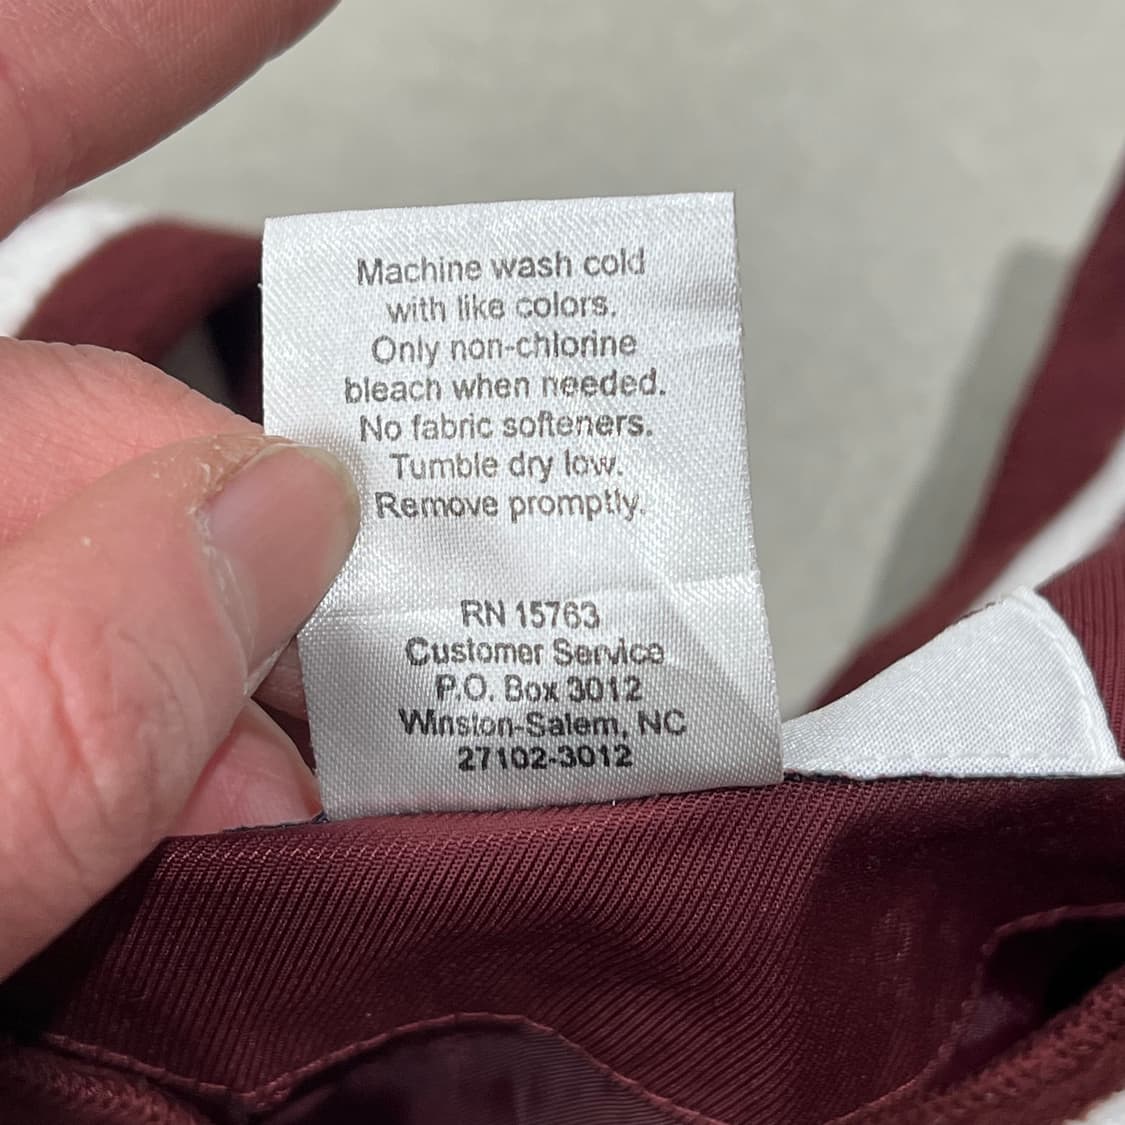 Machine wash cold
with like colors.
Only non-chlorine
bleach when needed.
No fabric softeners.
Tumble dry low.
Remove promptly.
RN 15763
Customer Service
P.O. Box 3012
Winston-Salem, NC
27102-3012